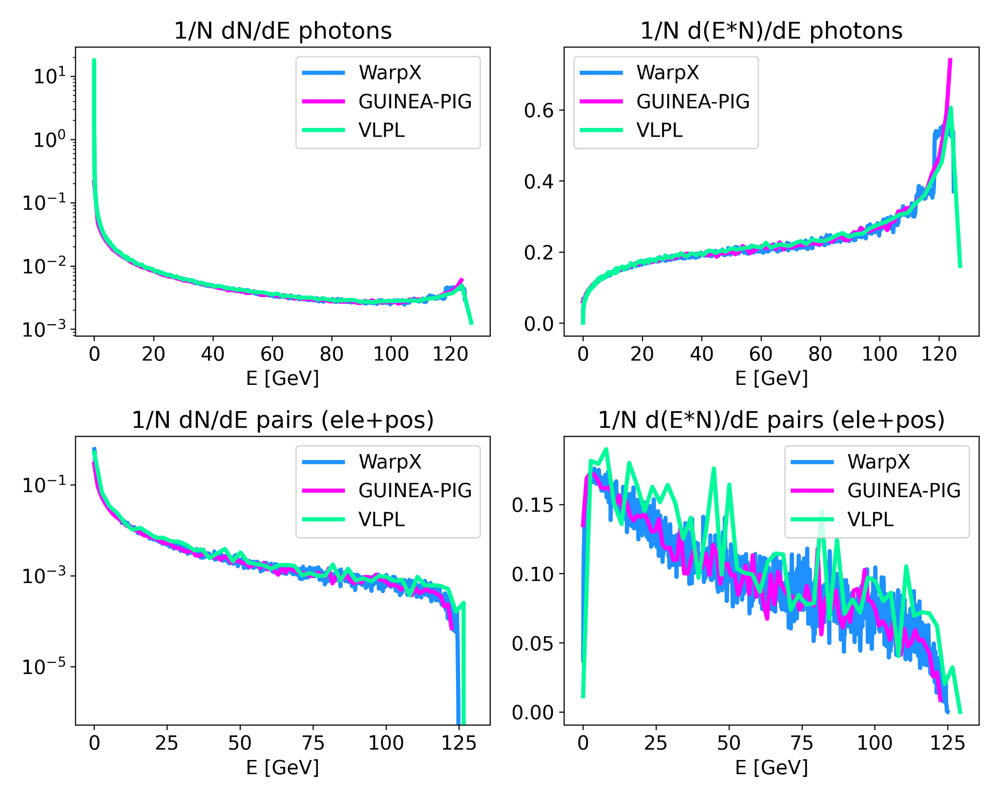 1/N dN/dE photons
10¹
10⁰
10⁻¹
10⁻²
10⁻³
WarpX
GUINEA-PIG
VLPL
0 20 40 60 80 100 120
E [GeV]
1/N d(E*N)/dE photons
0.6
0.4
0.2
0.0
WarpX
GUINEA-PIG
VLPL
0 20 40 60 80 100 120
E [GeV]
1/N dN/dE pairs (ele+pos)
10⁻¹
10⁻³
10⁻⁵
WarpX
GUINEA-PIG
VLPL
0 25 50 75 100 125
E [GeV]
1/N d(E*N)/dE pairs (ele+pos)
0.15
0.10
0.05
0.00
WarpX
GUINEA-PIG
VLPL
0 25 50 75 100 125
E [GeV]